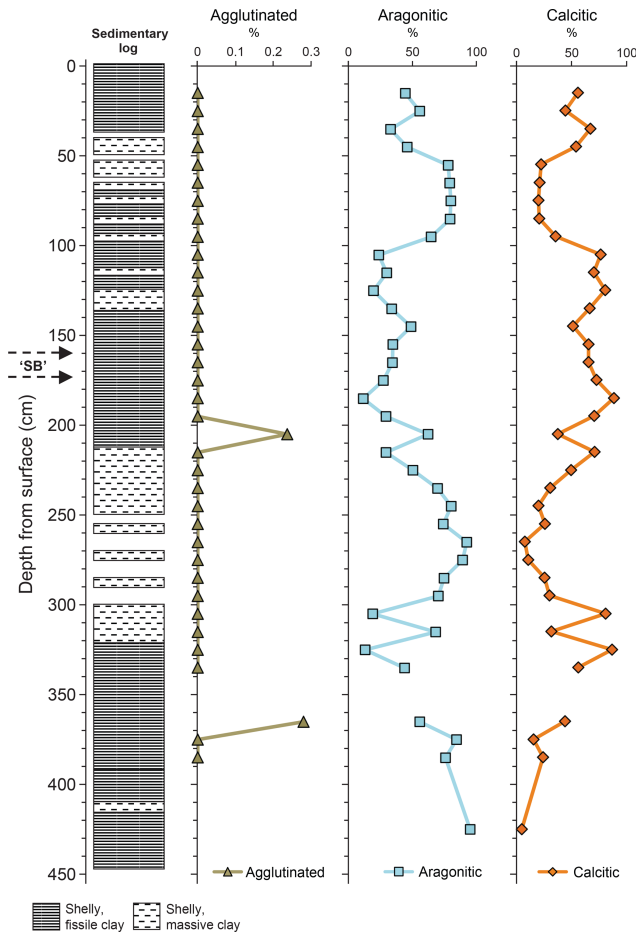 Agglutinated
Aragonitic
Calcitic
Sedimentary
log
%
%
%
0 0.1 0.2 0.3
0 50 100
0 50 100
0
50
100
150
200
250
300
350
400
450
'SB'
Depth from surface (cm)
Agglutinated
Aragonitic
Calcitic
Shelly,
fissile clay
Shelly,
massive clay